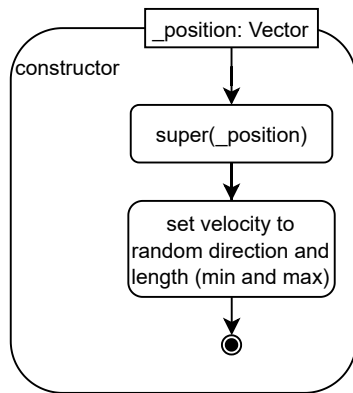 _position: Vector
constructor
super(_position)
set velocity to
random direction and
length (min and max)